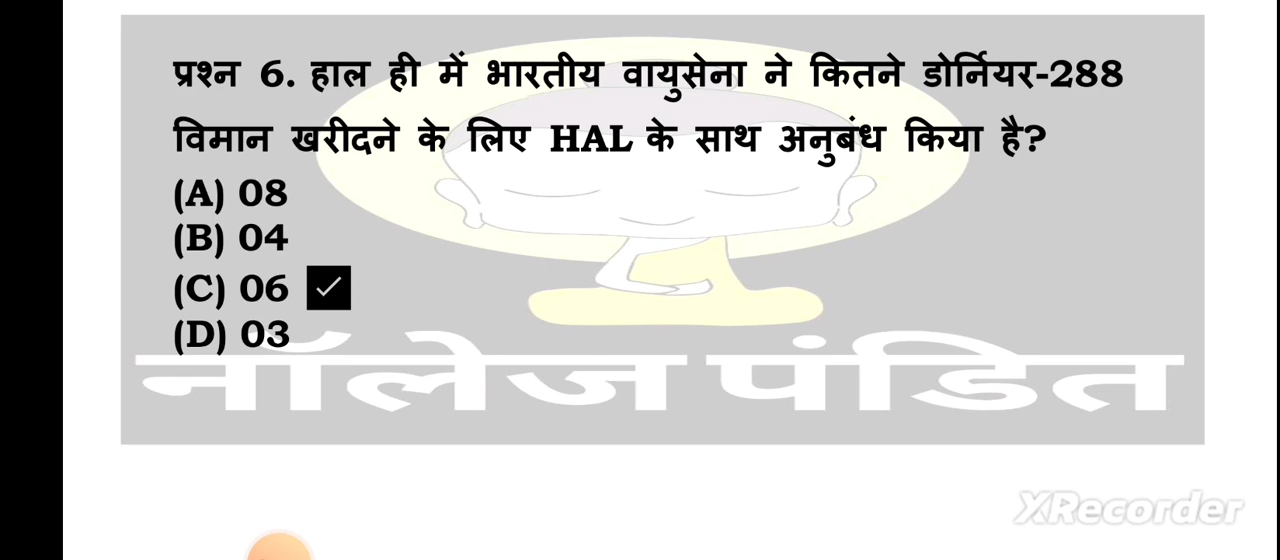 प्रश्न 6. हाल ही में भारतीय वायुसेना ने कितने डोर्नियर-288
विमान खरीदने के लिए HAL के साथ अनुबंध किया है?
(A) 08
(B) 04
(C) 06
(D) 03
नॉलेज पंडित
XRecorder